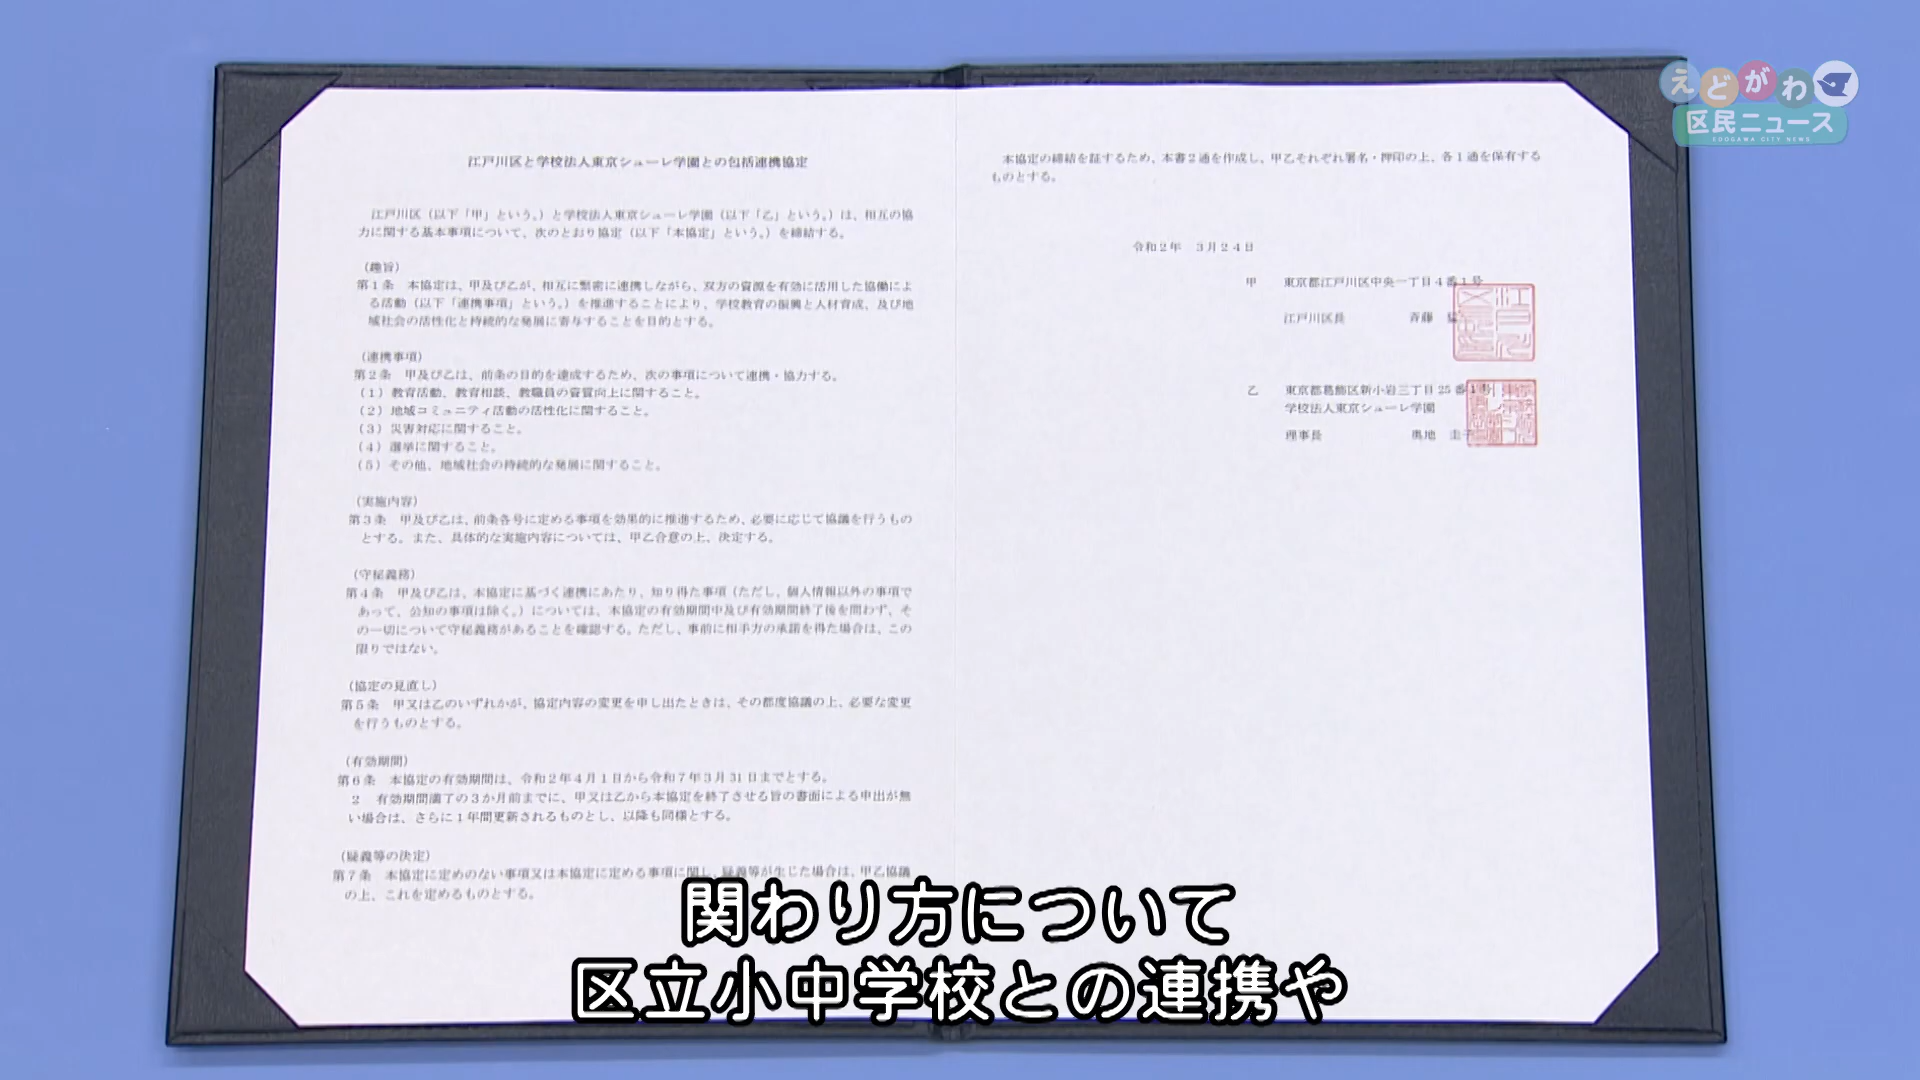 えどがわ
区民ニュース
EDOGAWA CITY NEWS
江戸川区と学校法人東京シューレ学園との包括連携協定
江戸川区（以下「甲」という。）と学校法人東京シューレ学園（以下「乙」という。）は、相互の協
力に関する基本事項について、次のとおり協定（以下「本協定」という。）を締結する。
（趣旨）
第１条　本協定は、甲及び乙が、相互に緊密に連携しながら、双方の資源を有効に活用した協働によ
る活動（以下「連携事項」という。）を推進することにより、学校教育の振興と人材育成、及び地
域社会の活性化と持続的な発展に寄与することを目的とする。
（連携事項）
第２条　甲及び乙は、前条の目的を達成するため、次の事項について連携・協力する。
（１）教育活動、教育相談、教職員の資質向上に関すること。
（２）地域コミュニティ活動の活性化に関すること。
（３）災害対応に関すること。
（４）選挙に関すること。
（５）その他、地域社会の持続的な発展に関すること。
（実施内容）
第３条　甲及び乙は、前条各号に定める事項を効果的に推進するため、必要に応じて協議を行うもの
とする。また、具体的な実施内容については、甲乙合意の上、決定する。
（守秘義務）
第４条　甲及び乙は、本協定に基づく連携にあたり、知り得た事項（ただし、個人情報以外の事項で
あって、公知の事項は除く。）については、本協定の有効期間中及び有効期間終了後を問わず、そ
の一切について守秘義務があることを確認する。ただし、事前に相手方の承諾を得た場合は、この
限りではない。
（協定の見直し）
第５条　甲又は乙のいずれかが、協定内容の変更を申し出たときは、その都度協議の上、必要な変更
を行うものとする。
（有効期間）
第６条　本協定の有効期間は、令和２年４月１日から令和７年３月31日までとする。
２　有効期間満了の３か月前までに、甲又は乙から本協定を終了させる旨の書面による申出が無
い場合は、さらに１年間更新されるものとし、以降も同様とする。
（疑義等の決定）
第７条　本協定に定めのない事項又は本協定に定める事項に関し、疑義等が生じた場合は、甲乙協議
の上、これを定めるものとする。
本協定の締結を証するため、本書２通を作成し、甲乙それぞれ署名・押印の上、各１通を保有する
ものとする。
令和２年　３月２４日
甲　東京都江戸川区中央一丁目４番１号
江戸川区長　斉藤
乙　東京都葛飾区新小岩三丁目25番１号
学校法人東京シューレ学園
理事長　奥地　圭子
関わり方について
区立小中学校との連携や